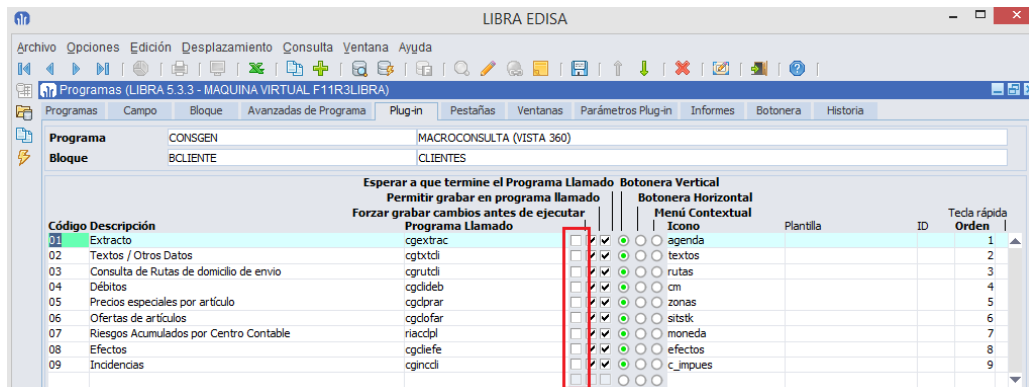 LIBRA EDISA
Archivo Opciones Edición Desplazamiento Consulta Ventana Ayuda
Programas (LIBRA 5.3.3 - MAQUINA VIRTUAL F11R3LIBRA)
Programas Campo Bloque Avanzadas de Programa Plug-in Pestañas Ventanas Parámetros Plug-in Informes Botonera Historia
Programa CONSGEN MACROCONSULTA (VISTA 360)
Bloque BCLIENTE CLIENTES
Esperar a que termine el Programa Llamado Botonera Vertical
Permitir grabar en programa llamado Botonera Horizontal
Forzar grabar cambios antes de ejecutar Menú Contextual Tecla rápida
Código Descripción Programa Llamado Icono Plantilla ID Orden
01 Extracto cgextrac agenda 1
02 Textos / Otros Datos cgtxtcli textos 2
03 Consulta de Rutas de domicilio de envio cgrutcli rutas 3
04 Débitos cgclideb cm 4
05 Precios especiales por artículo cgclprar zonas 5
06 Ofertas de artículos cgclofar sitstk 6
07 Riesgos Acumulados por Centro Contable riacclpl moneda 7
08 Efectos cgcliefe efectos 8
09 Incidencias cginccli c_impues 9